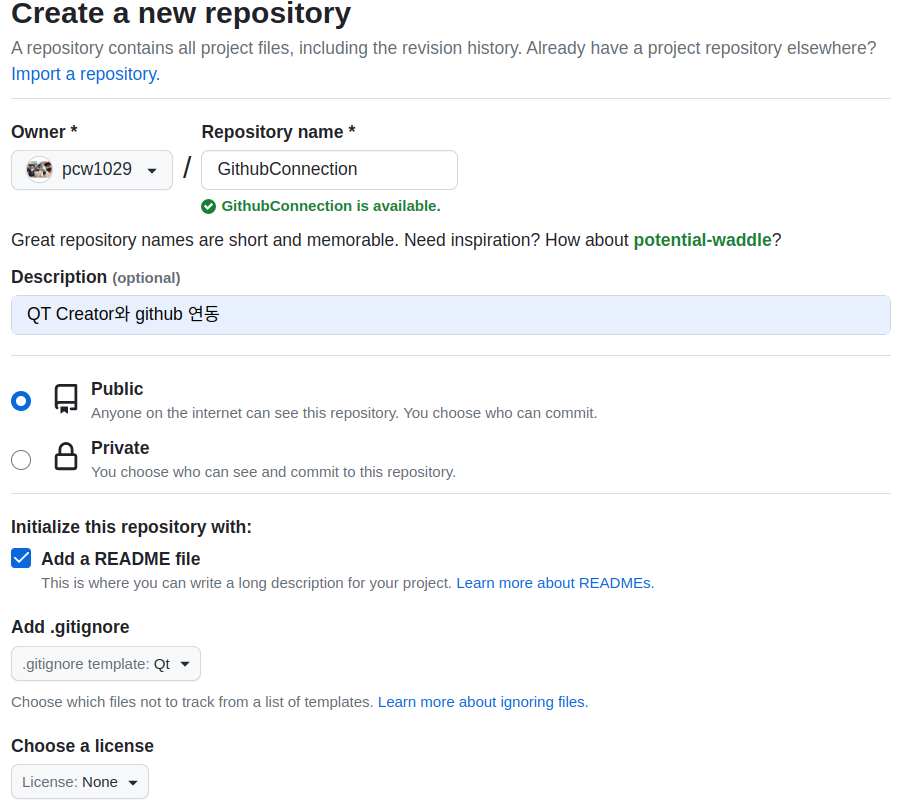 Create a new repository
A repository contains all project files, including the revision history. Already have a project repository elsewhere?
Import a repository.
Owner * Repository name *
pcw1029 / GithubConnection
GithubConnection is available.
Great repository names are short and memorable. Need inspiration? How about potential-waddle?
Description (optional)
QT Creator와 github 연동
Public
Anyone on the internet can see this repository. You choose who can commit.
Private
You choose who can see and commit to this repository.
Initialize this repository with:
Add a README file
This is where you can write a long description for your project. Learn more about READMEs.
Add .gitignore
.gitignore template: Qt
Choose which files not to track from a list of templates. Learn more about ignoring files.
Choose a license
License: None